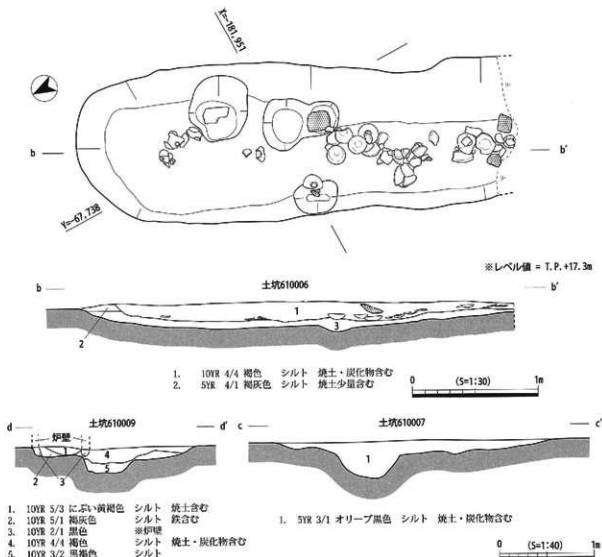 X=-181.951
Y=-67.738
b
b'
※レベル値 = T.P.+17.3m
b
土坑610006
b'
1
2
3
1. 10YR 4/4 褐色 シルト 焼土・炭化物含む
2. 5YR 4/1 褐灰色 シルト 焼土少量含む
0 (S=1:30) 1m
d
土坑610009
d'
炉壁
1
4
5
2
3
1. 10YR 5/3 にぶい黄褐色 シルト 焼土含む
2. 10YR 5/1 褐灰色 シルト 鉄含む
3. 10YR 2/1 黒色 ※炉壁
4. 10YR 4/4 褐色 シルト 焼土・炭化物含む
5. 10YR 3/2 黒褐色 シルト
c
土坑610007
c'
1
1. 5YR 3/1 オリーブ黒色 シルト 焼土・炭化物含む
0 (S=1:40) 1m